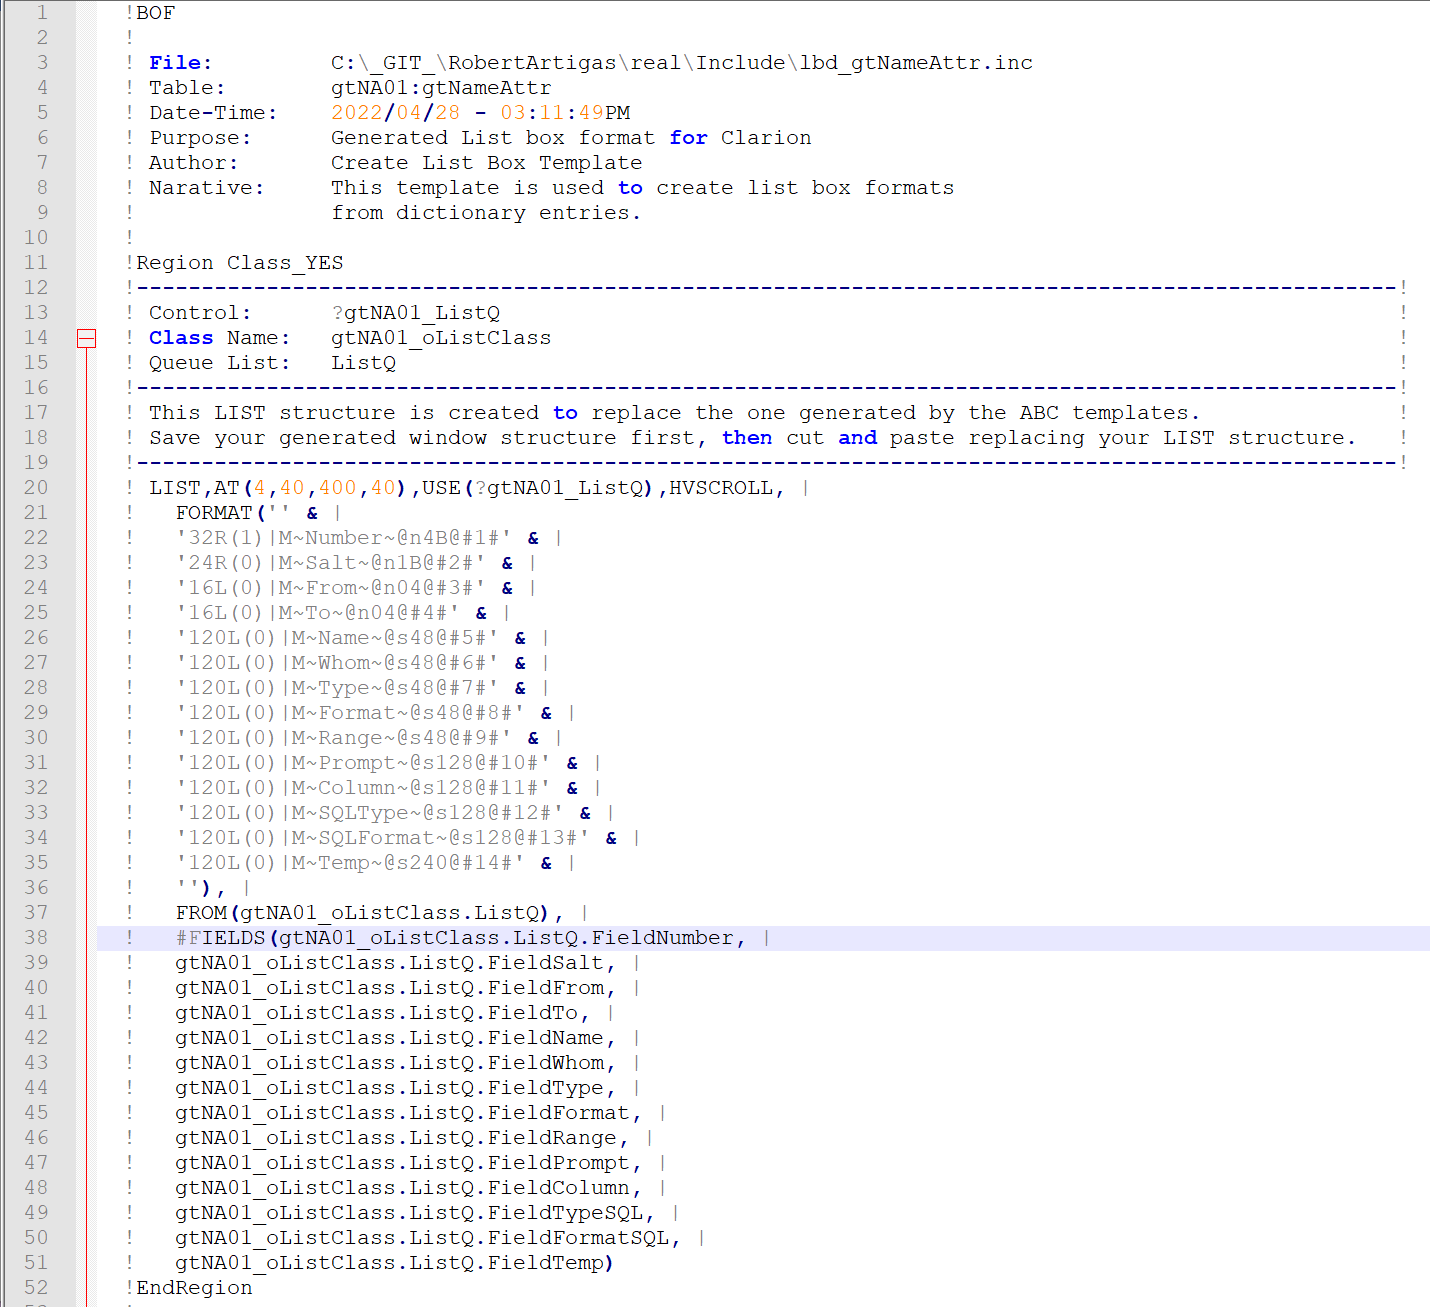 1 !BOF
2 !
3 ! File: C:\_GIT_\RobertArtigas\real\Include\lbd_gtNameAttr.inc
4 ! Table: gtNA01:gtNameAttr
5 ! Date-Time: 2022/04/28 - 03:11:49PM
6 ! Purpose: Generated List box format for Clarion
7 ! Author: Create List Box Template
8 ! Narative: This template is used to create list box formats
9 ! from dictionary entries.
10 !
11 !Region Class_YES
12 !-------------------------------------------------------------------------------------------------!
13 ! Control: ?gtNA01_ListQ !
14 ! Class Name: gtNA01_oListClass !
15 ! Queue List: ListQ !
16 !-------------------------------------------------------------------------------------------------!
17 ! This LIST structure is created to replace the one generated by the ABC templates. !
18 ! Save your generated window structure first, then cut and paste replacing your LIST structure. !
19 !-------------------------------------------------------------------------------------------------!
20 ! LIST,AT(4,40,400,40),USE(?gtNA01_ListQ),HVSCROLL, |
21 ! FORMAT('' & |
22 ! '32R(1)|M~Number~@n4B@#1#' & |
23 ! '24R(0)|M~Salt~@n1B@#2#' & |
24 ! '16L(0)|M~From~@n04@#3#' & |
25 ! '16L(0)|M~To~@n04@#4#' & |
26 ! '120L(0)|M~Name~@s48@#5#' & |
27 ! '120L(0)|M~Whom~@s48@#6#' & |
28 ! '120L(0)|M~Type~@s48@#7#' & |
29 ! '120L(0)|M~Format~@s48@#8#' & |
30 ! '120L(0)|M~Range~@s48@#9#' & |
31 ! '120L(0)|M~Prompt~@s128@#10#' & |
32 ! '120L(0)|M~Column~@s128@#11#' & |
33 ! '120L(0)|M~SQLType~@s128@#12#' & |
34 ! '120L(0)|M~SQLFormat~@s128@#13#' & |
35 ! '120L(0)|M~Temp~@s240@#14#' & |
36 ! ''), |
37 ! FROM(gtNA01_oListClass.ListQ), |
38 ! #FIELDS(gtNA01_oListClass.ListQ.FieldNumber, |
39 ! gtNA01_oListClass.ListQ.FieldSalt, |
40 ! gtNA01_oListClass.ListQ.FieldFrom, |
41 ! gtNA01_oListClass.ListQ.FieldTo, |
42 ! gtNA01_oListClass.ListQ.FieldName, |
43 ! gtNA01_oListClass.ListQ.FieldWhom, |
44 ! gtNA01_oListClass.ListQ.FieldType, |
45 ! gtNA01_oListClass.ListQ.FieldFormat, |
46 ! gtNA01_oListClass.ListQ.FieldRange, |
47 ! gtNA01_oListClass.ListQ.FieldPrompt, |
48 ! gtNA01_oListClass.ListQ.FieldColumn, |
49 ! gtNA01_oListClass.ListQ.FieldTypeSQL, |
50 ! gtNA01_oListClass.ListQ.FieldFormatSQL, |
51 ! gtNA01_oListClass.ListQ.FieldTemp)
52 !EndRegion